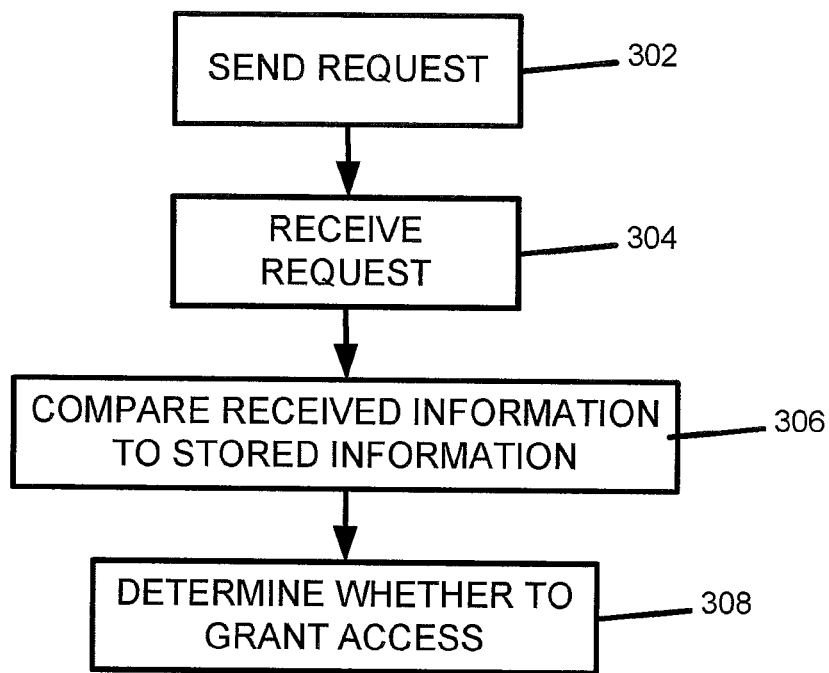 SEND REQUEST
302
RECEIVE
REQUEST
304
COMPARE RECEIVED INFORMATION
TO STORED INFORMATION
306
DETERMINE WHETHER TO
GRANT ACCESS
308